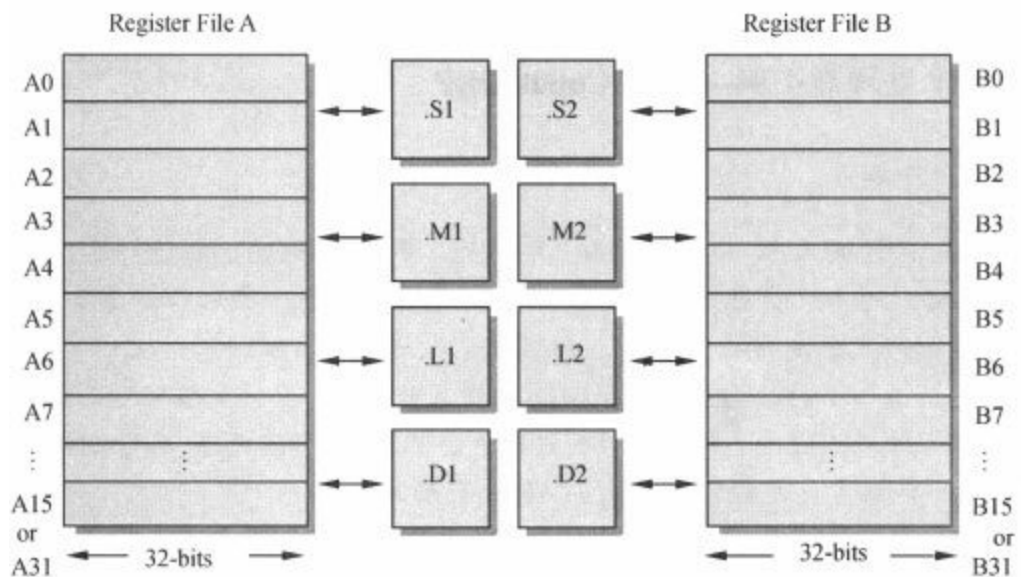 Register File A
Register File B
A0
A1
A2
A3
A4
A5
A6
A7
⋮
A15
or
A31
⋮
32-bits
.S1
.S2
.M1
.M2
.L1
.L2
.D1
.D2
⋮
32-bits
B0
B1
B2
B3
B4
B5
B6
B7
⋮
B15
or
B31